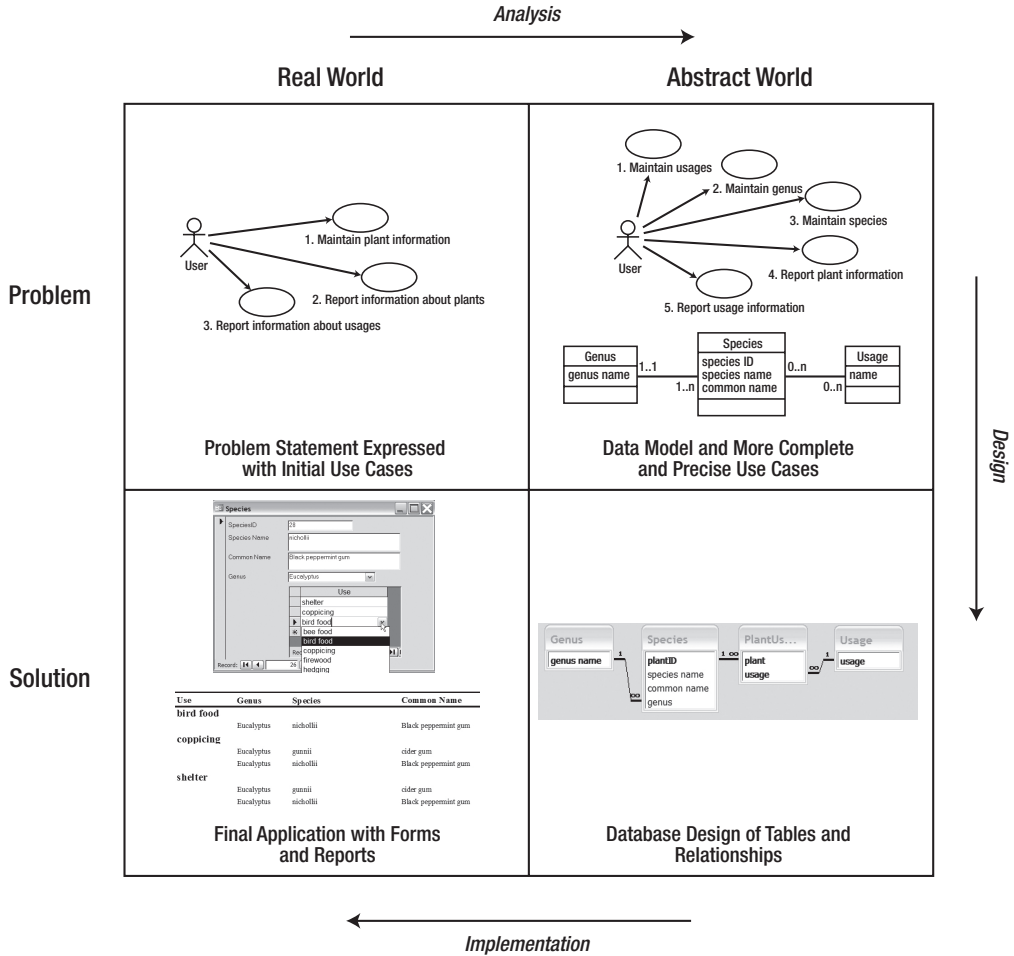 Analysis
Real World
Abstract World
Problem
User
1. Maintain plant information
2. Report information about plants
3. Report information about usages
Problem Statement Expressed
with Initial Use Cases
1. Maintain usages
2. Maintain genus
3. Maintain species
User
4. Report plant information
5. Report usage information
Genus
genus name
1..1
1..n
Species
species ID
species name
common name
0..n
0..n
Usage
name
Data Model and More Complete
and Precise Use Cases
Design
Solution
Species
SpeciesID 28
Species Name nichollii
Common Name Black peppermint gum
Genus Eucalyptus
Use
shelter
coppicing
bird food
bee food
bird food
coppicing
firewood
hedging
Rec
Record: 26
Use Genus Species Common Name
bird food
Eucalyptus nichollii Black peppermint gum
coppicing
Eucalyptus gunnii cider gum
Eucalyptus nichollii Black peppermint gum
shelter
Eucalyptus gunnii cider gum
Eucalyptus nichollii Black peppermint gum
Final Application with Forms
and Reports
Genus
genus name
1
∞
Species
plantID
species name
common name
genus
1 ∞
PlantUs...
plant
usage
∞ 1
Usage
usage
Database Design of Tables and
Relationships
Implementation